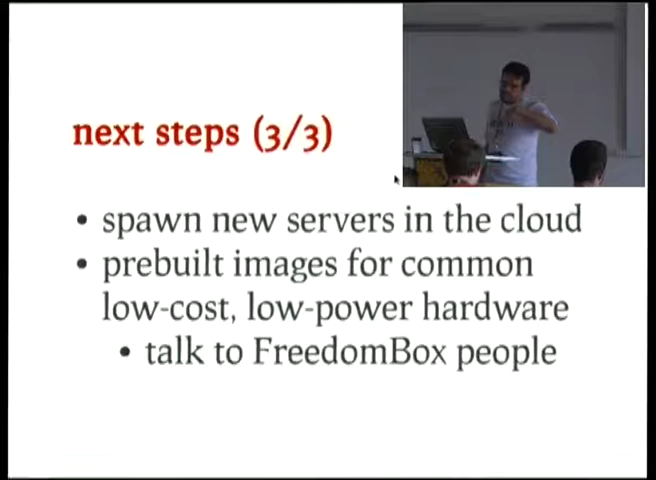 next steps (3/3)
• spawn new servers in the cloud
• prebuilt images for common
low-cost, low-power hardware
• talk to FreedomBox people